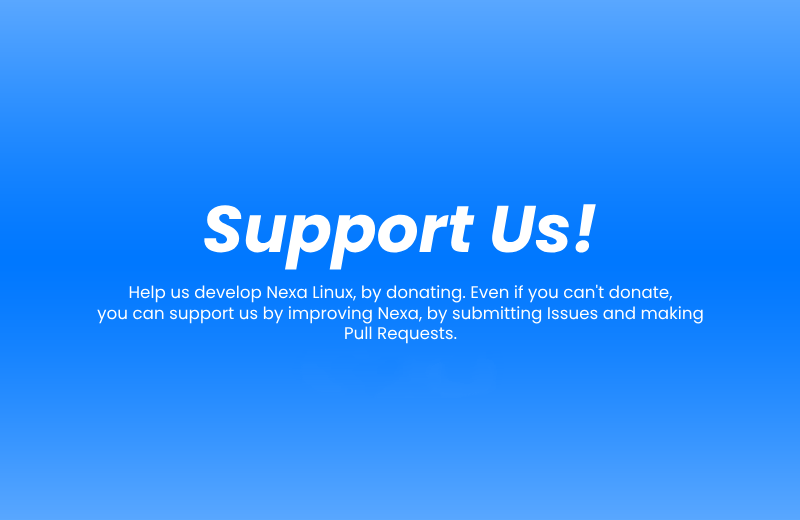 Support Us!
Help us develop Nexa Linux, by donating. Even if you can't donate,
you can support us by improving Nexa, by submitting Issues and making
Pull Requests.